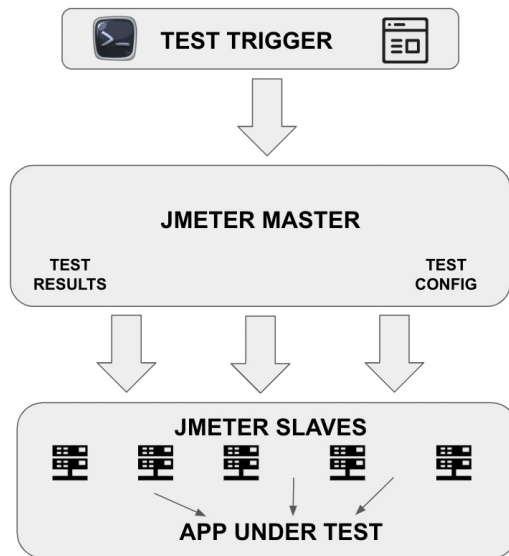 TEST TRIGGER
JMETER MASTER
TEST
RESULTS
TEST
CONFIG
JMETER SLAVES
APP UNDER TEST